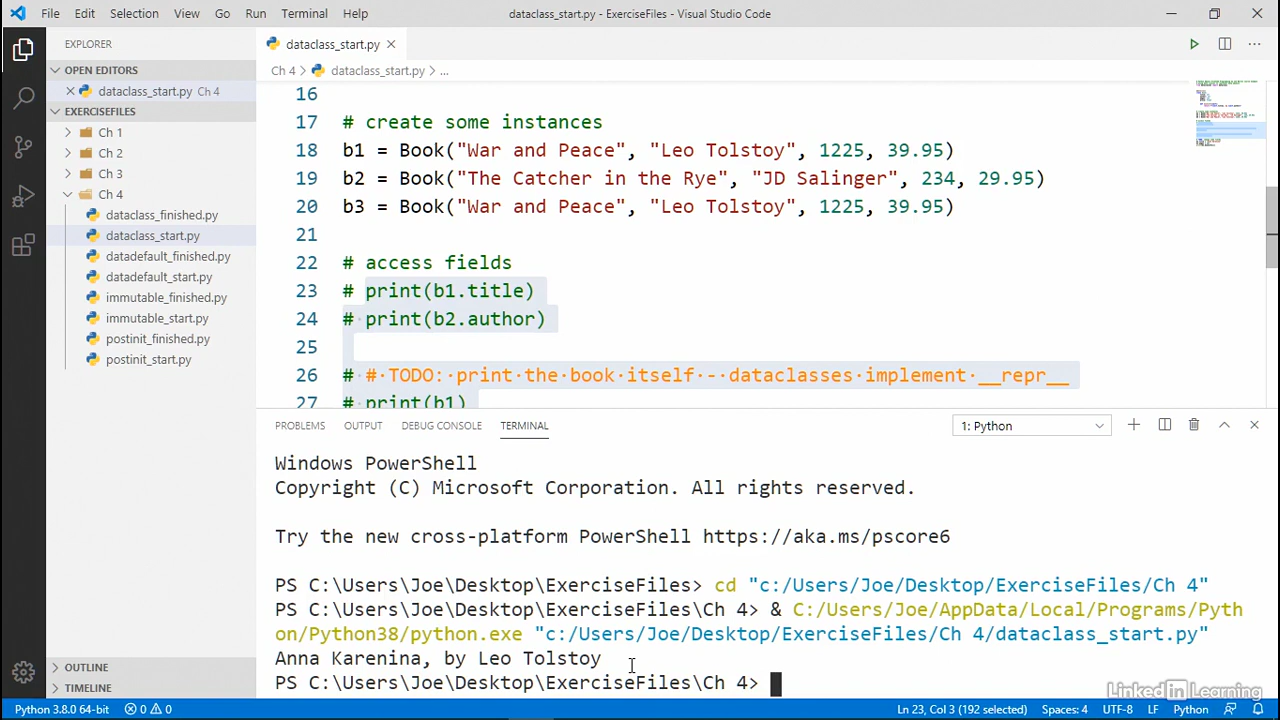 File Edit Selection View Go Run Terminal Help dataclass_start.py - ExerciseFiles - Visual Studio Code
EXPLORER
dataclass_start.py
OPEN EDITORS
Ch 4 > dataclass_start.py > ...
dataclass_start.py Ch 4
EXERCISEFILES
Ch 1
Ch 2
Ch 3
Ch 4
dataclass_finished.py
dataclass_start.py
datadefault_finished.py
datadefault_start.py
immutable_finished.py
immutable_start.py
postinit_finished.py
postinit_start.py
OUTLINE
TIMELINE
16
17 # create some instances
18 b1 = Book("War and Peace", "Leo Tolstoy", 1225, 39.95)
19 b2 = Book("The Catcher in the Rye", "JD Salinger", 234, 29.95)
20 b3 = Book("War and Peace", "Leo Tolstoy", 1225, 39.95)
21
22 # access fields
23 # print(b1.title)
24 # print(b2.author)
25
26 # # TODO: print the book itself - dataclasses implement __repr__
27 # print(b1)
PROBLEMS OUTPUT DEBUG CONSOLE TERMINAL 1: Python
Windows PowerShell
Copyright (C) Microsoft Corporation. All rights reserved.
Try the new cross-platform PowerShell https://aka.ms/pscore6
PS C:\Users\Joe\Desktop\ExerciseFiles> cd "c:/Users/Joe/Desktop/ExerciseFiles/Ch 4"
PS C:\Users\Joe\Desktop\ExerciseFiles\Ch 4> & C:/Users/Joe/AppData/Local/Programs/Pyth
on/Python38/python.exe "c:/Users/Joe/Desktop/ExerciseFiles/Ch 4/dataclass_start.py"
Anna Karenina, by Leo Tolstoy
PS C:\Users\Joe\Desktop\ExerciseFiles\Ch 4>
Linked in Learning
Python 3.8.0 64-bit 0 0 Ln 23, Col 3 (192 selected) Spaces: 4 UTF-8 LF Python